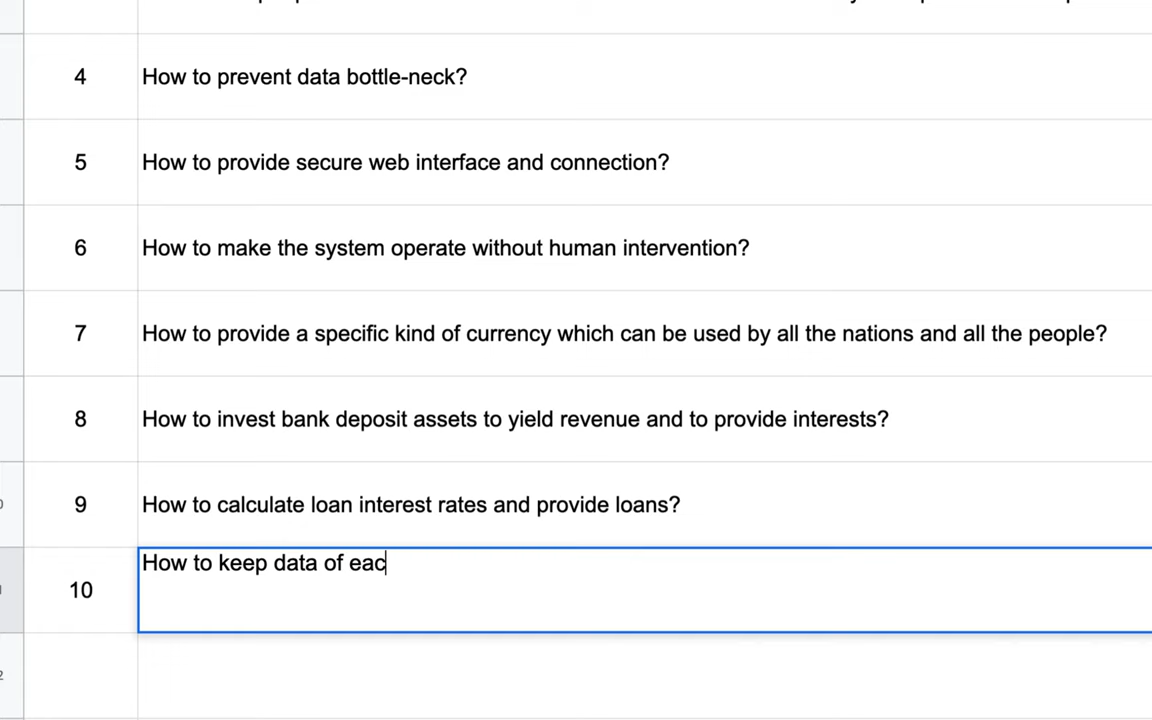 4 How to prevent data bottle-neck?
5 How to provide secure web interface and connection?
6 How to make the system operate without human intervention?
7 How to provide a specific kind of currency which can be used by all the nations and all the people?
8 How to invest bank deposit assets to yield revenue and to provide interests?
9 How to calculate loan interest rates and provide loans?
10 How to keep data of eac